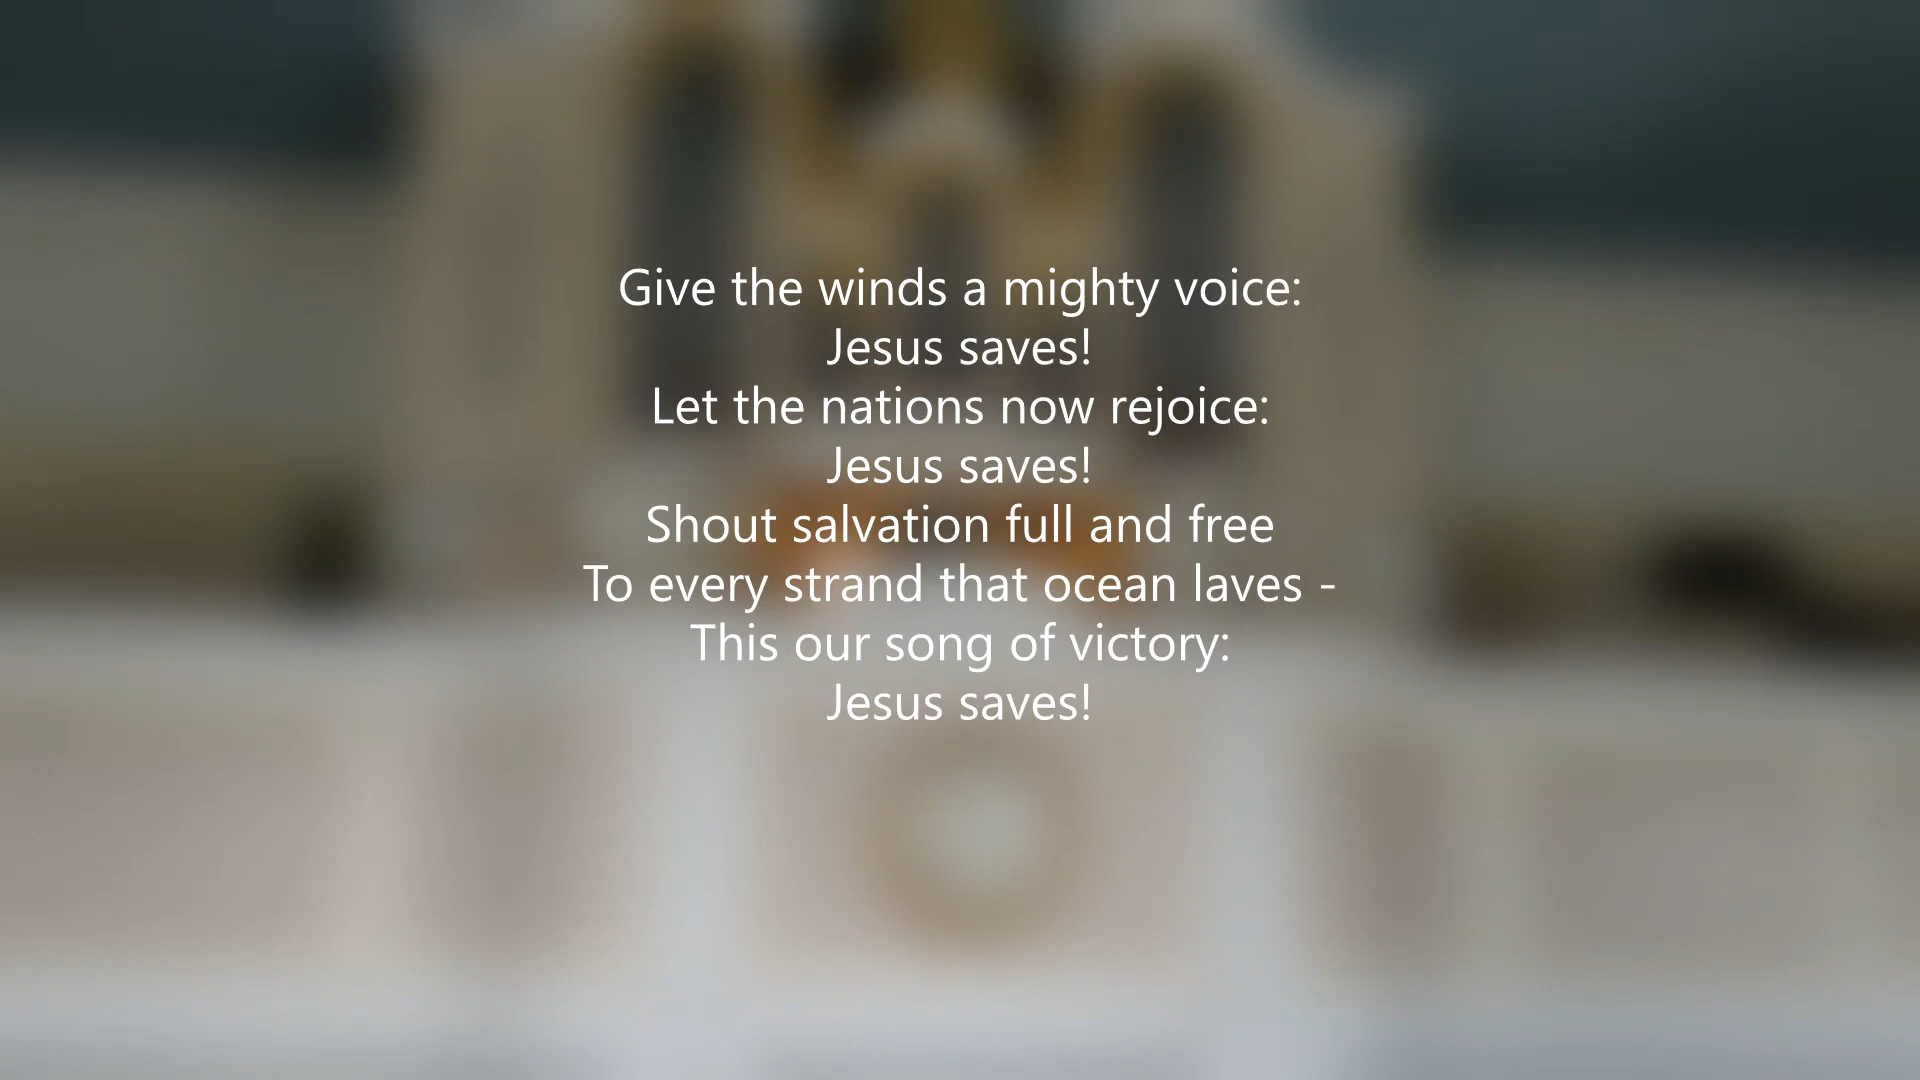 Give the winds a mighty voice:
Jesus saves!
Let the nations now rejoice:
Jesus saves!
Shout salvation full and free
To every strand that ocean laves -
This our song of victory:
Jesus saves!